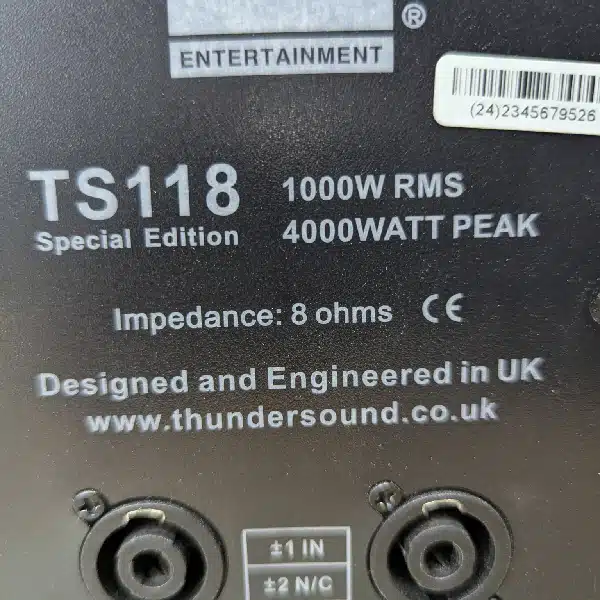 ®
ENTERTAINMENT
(24)2345679526
TS118
Special Edition
1000W RMS
4000WATT PEAK
Impedance: 8 ohms CE
Designed and Engineered in UK
www.thundersound.co.uk
±1 IN
±2 N/C